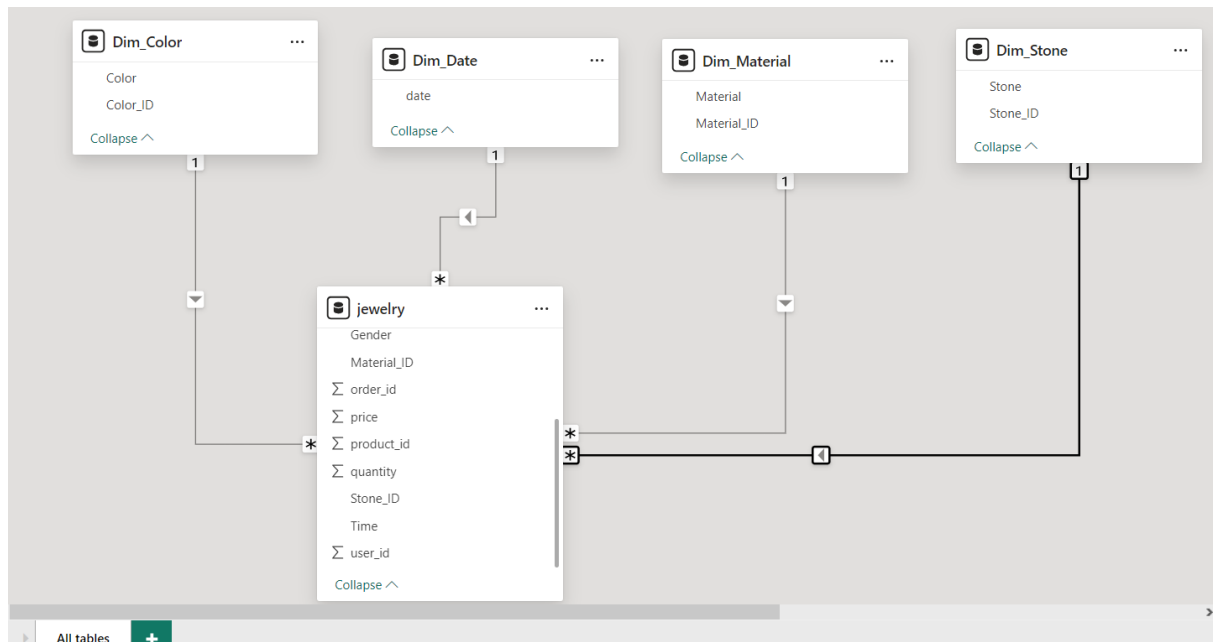 Dim_Color
...
Color
Color_ID
Collapse
1
Dim_Date
...
date
Collapse
1
Dim_Material
...
Material
Material_ID
Collapse
1
Dim_Stone
...
Stone
Stone_ID
Collapse
1
*
jewelry
...
Gender
Material_ID
Σ order_id
Σ price
Σ product_id
Σ quantity
Stone_ID
Time
Σ user_id
Collapse
*
*
*
All tables
+